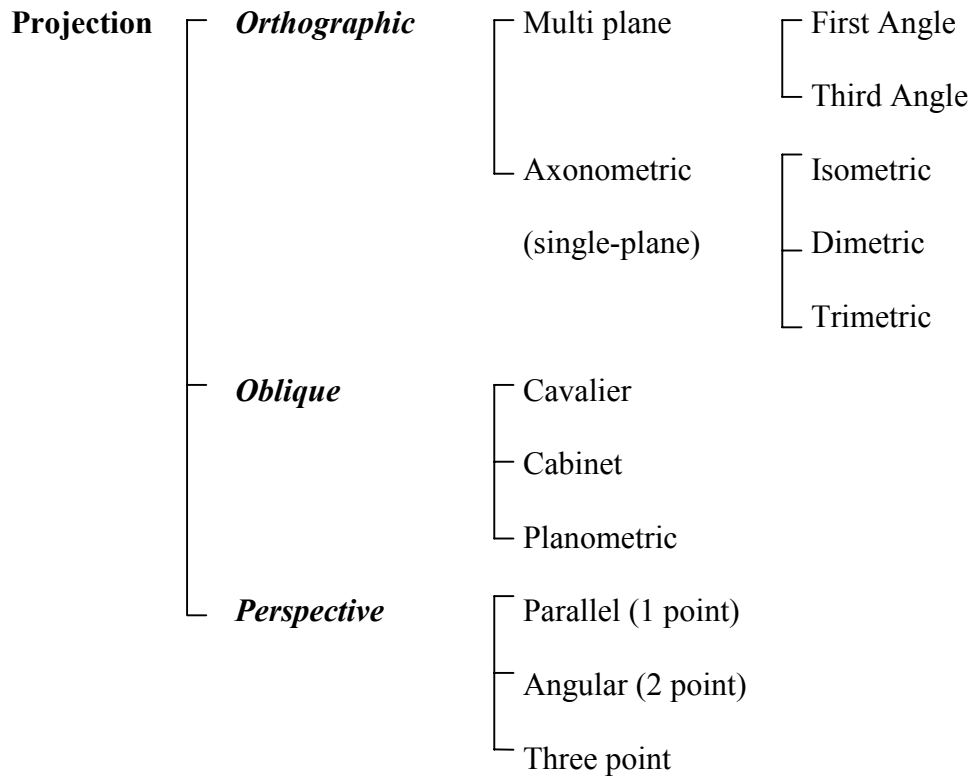 Projection Orthographic Multi plane First Angle
Third Angle
Axonometric Isometric
(single-plane) Dimetric
Trimetric
Oblique Cavalier
Cabinet
Planometric
Perspective Parallel (1 point)
Angular (2 point)
Three point